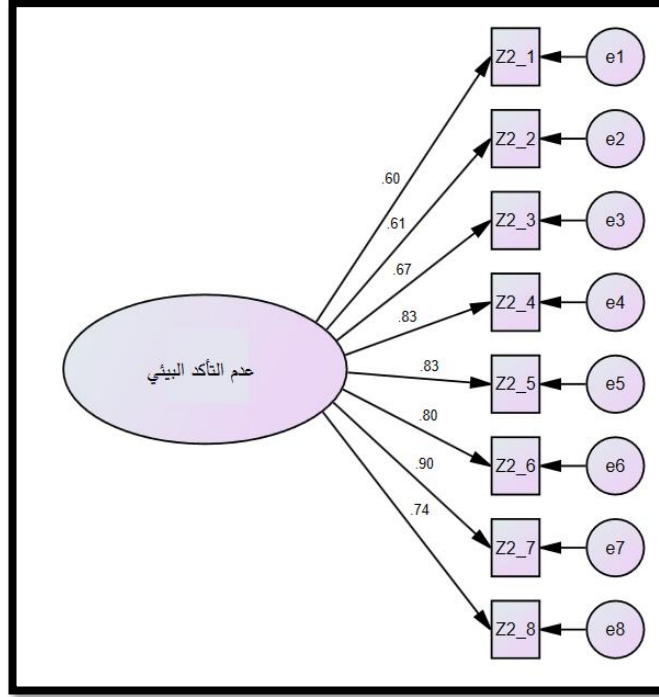 Z2_1 e1
Z2_2 e2
.60
Z2_3 e3
.61
.67
Z2_4 e4
.83
عدم التأكد البيئي
.83
Z2_5 e5
.80
Z2_6 e6
.90
.74
Z2_7 e7
Z2_8 e8